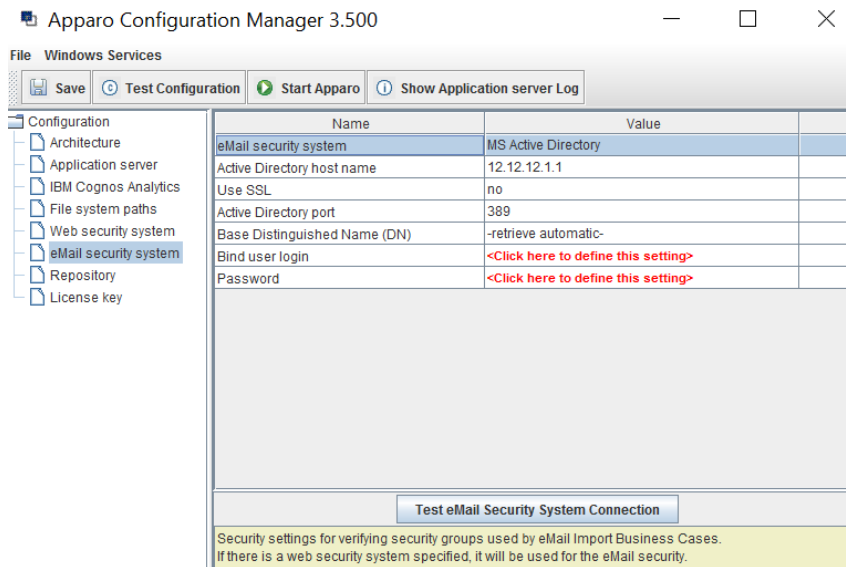 Apparo Configuration Manager 3.500
File Windows Services
Save Test Configuration Start Apparo Show Application server Log
Configuration
Architecture
Application server
IBM Cognos Analytics
File system paths
Web security system
eMail security system
Repository
License key
Name Value
eMail security system MS Active Directory
Active Directory host name 12.12.12.1.1
Use SSL no
Active Directory port 389
Base Distinguished Name (DN) -retrieve automatic-
Bind user login <Click here to define this setting>
Password <Click here to define this setting>
Test eMail Security System Connection
Security settings for verifying security groups used by eMail Import Business Cases.
If there is a web security system specified, it will be used for the eMail security.